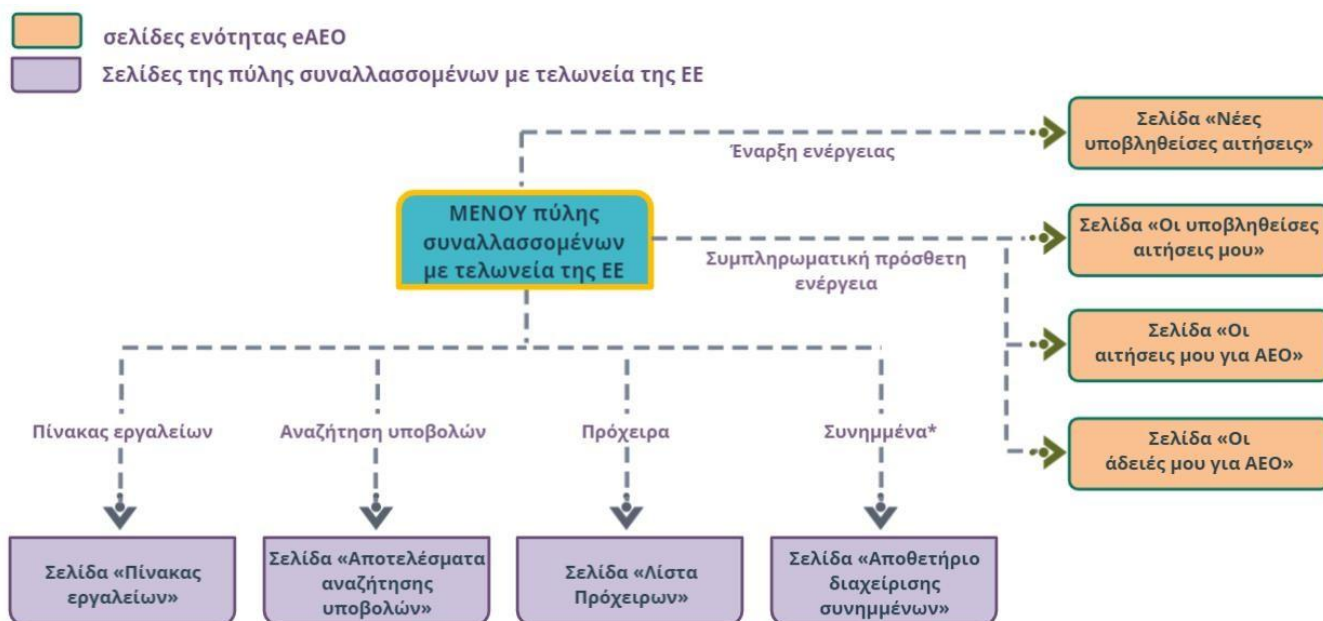 σελίδες ενότητας eAEO
Σελίδες της πύλης συναλλασσομένων με τελωνεία της ΕΕ
Έναρξη ενέργειας
Σελίδα «Νέες
υποβληθείσες αιτήσεις»
ΜΕΝΟΥ πύλης
συναλλασσομένων
με τελωνεία της ΕΕ
Συμπληρωματική πρόσθετη
ενέργεια
Σελίδα «Οι υποβληθείσες
αιτήσεις μου»
Σελίδα «Οι
αιτήσεις μου για ΑΕΟ»
Σελίδα «Οι
άδειές μου για ΑΕΟ»
Πίνακας εργαλείων
Αναζήτηση υποβολών
Πρόχειρα
Συνημμένα*
Σελίδα «Πίνακας
εργαλείων»
Σελίδα «Αποτελέσματα
αναζήτησης
υποβολών»
Σελίδα «Λίστα
Πρόχειρων»
Σελίδα «Αποθετήριο
διαχείρισης
συνημμένων»